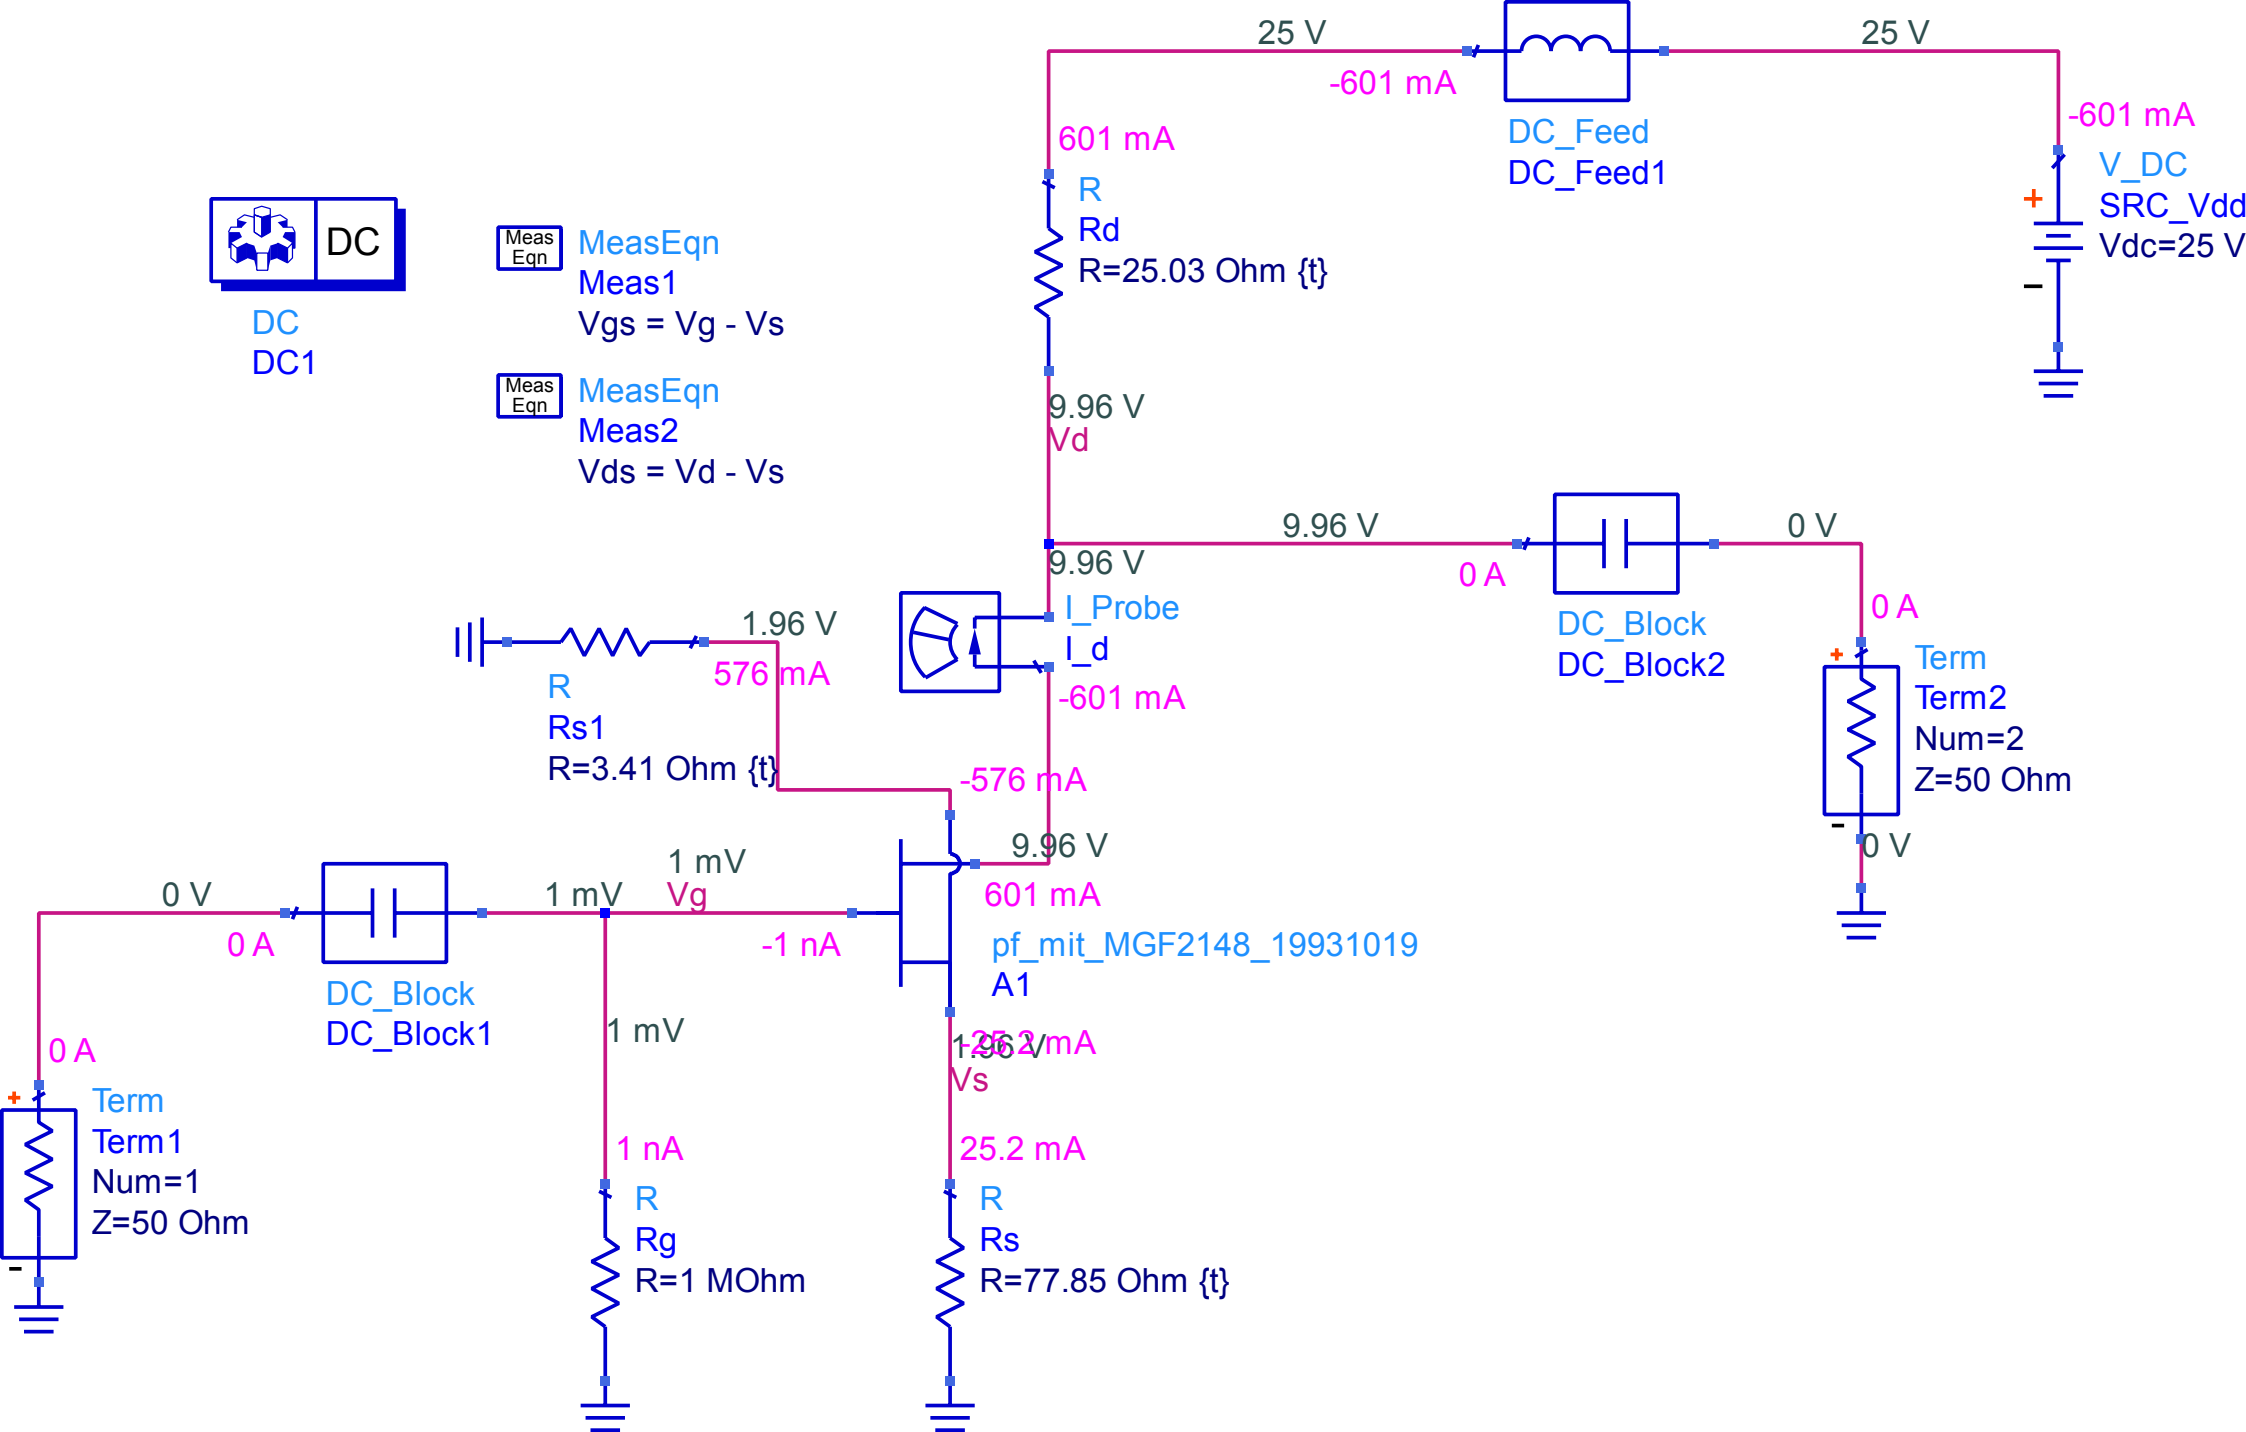 25 V
25 V
-601 mA
-601 mA
601 mA
DC_Feed
DC_Feed1
V_DC
SRC_Vdd
Vdc=25 V
+
−
R
Rd
R=25.03 Ohm {t}
DC
DC
DC1
Meas
Eqn
MeasEqn
Meas1
Vgs = Vg - Vs
Meas
Eqn
MeasEqn
Meas2
Vds = Vd - Vs
9.96 V
Vd
9.96 V
0 V
9.96 V
0 A
0 A
I_Probe
I_d
-601 mA
DC_Block
DC_Block2
1.96 V
576 mA
R
Rs1
R=3.41 Ohm {t}
+
Term
Term2
Num=2
Z=50 Ohm
-
0 V
-576 mA
9.96 V
601 mA
1 mV
0 V
1 mV
Vg
0 A
-1 nA
pf_mit_MGF2148_19931019
A1
DC_Block
DC_Block1
1 mV
0 A
-25.2 mA
1.96 V
Vs
+
Term
Term1
Num=1
Z=50 Ohm
-
1 nA
R
Rg
R=1 MOhm
25.2 mA
R
Rs
R=77.85 Ohm {t}